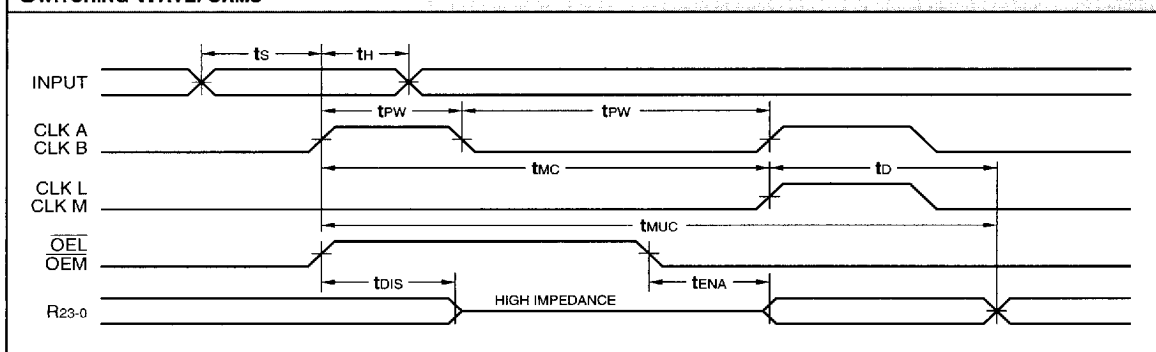 SWITCHING WAVEFORMS
tS tH
INPUT
tPW tPW
CLK A
CLK B
tMC tD
CLK L
CLK M
tMUC
OEL
OEM
tDIS tENA
HIGH IMPEDANCE
R23-0